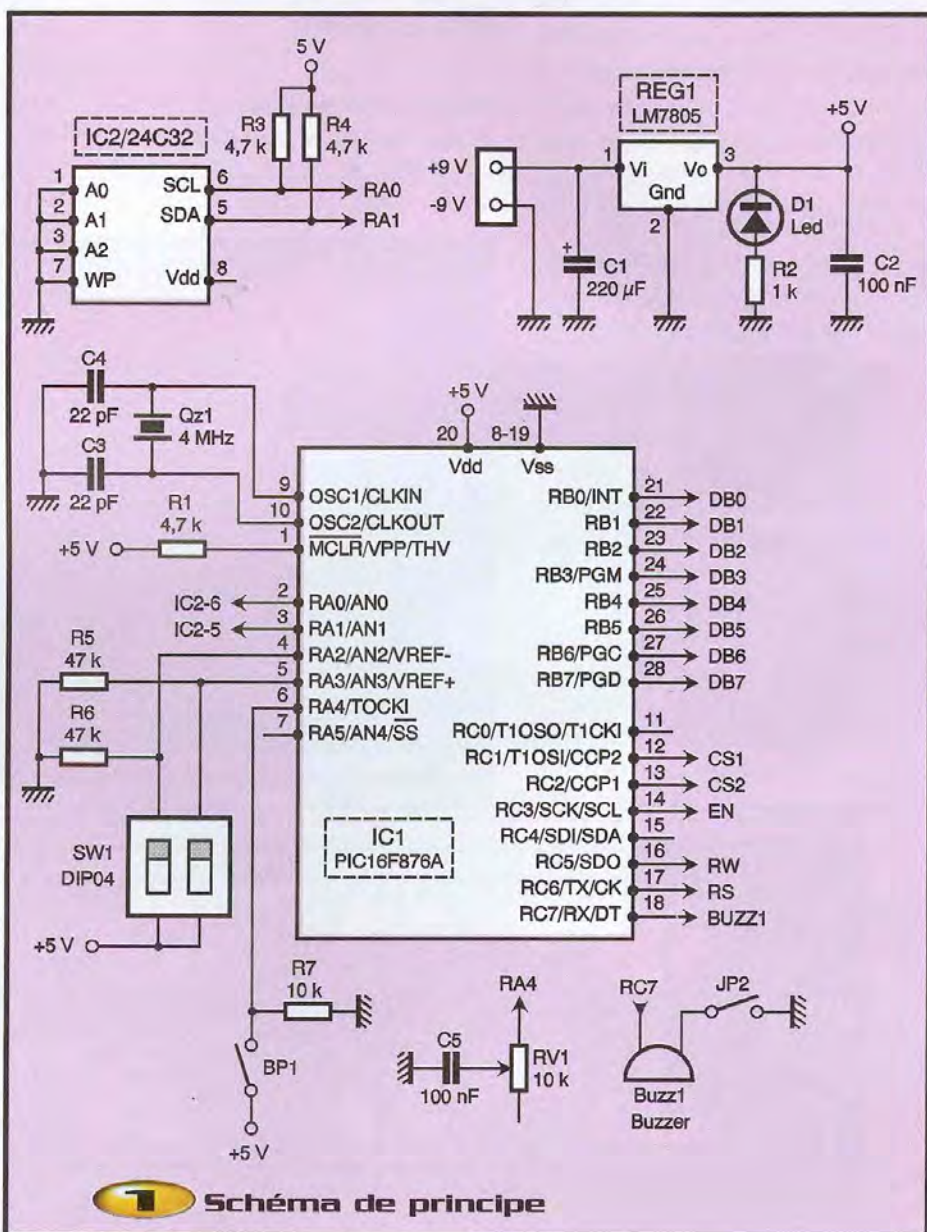 5 V
IC2/24C32
R3
4,7 k
R4
4,7 k
1
A0
SCL
6
RA0
2
A1
SDA
5
RA1
3
A2
7
WP
Vdd
8
REG1
LM7805
+5 V
+9 V
-9 V
1
Vi
Vo
3
Gnd
2
+
C1
220 µF
D1
Led
R2
1 k
C2
100 nF
C4
22 pF
Qz1
4 MHz
C3
22 pF
R1
4,7 k
+5 V
+5 V
20
8-19
Vdd
Vss
9
OSC1/CLKIN
10
OSC2/CLKOUT
1
MCLR/VPP/THV
IC2-6
2
RA0/AN0
IC2-5
3
RA1/AN1
4
RA2/AN2/VREF-
5
RA3/AN3/VREF+
6
RA4/TOCKI
7
RA5/AN4/SS
R5
47 k
R6
47 k
SW1
DIP04
+5 V
RB0/INT
21
DB0
RB1
22
DB1
RB2
23
DB2
RB3/PGM
24
DB3
RB4
25
DB4
RB5
26
DB5
RB6/PGC
27
DB6
RB7/PGD
28
DB7
RC0/T1OSO/T1CKI
11
RC1/T1OSI/CCP2
12
CS1
RC2/CCP1
13
CS2
RC3/SCK/SCL
14
EN
RC4/SDI/SDA
15
RC5/SDO
16
RW
RC6/TX/CK
17
RS
RC7/RX/DT
18
BUZZ1
IC1
PIC16F876A
R7
10 k
BP1
+5 V
RA4
C5
100 nF
RV1
10 k
RC7
JP2
Buzz1
Buzzer
1 Schéma de principe